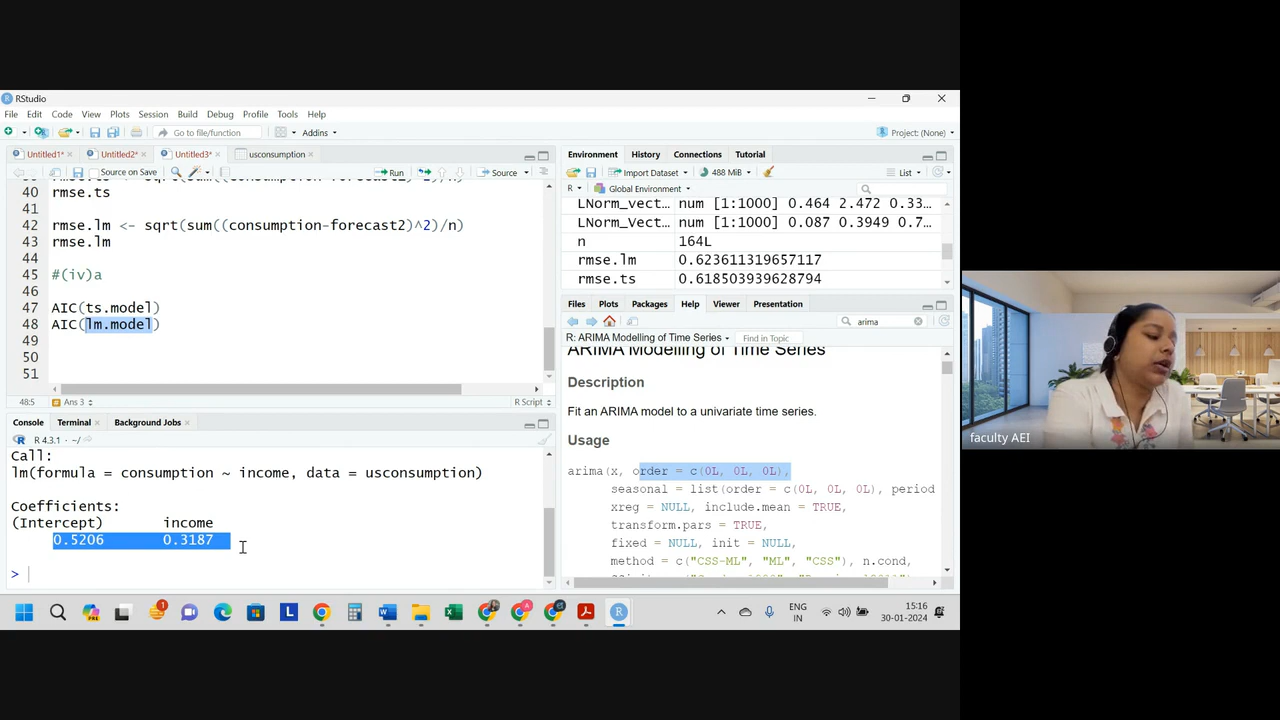 RStudio
File Edit Code View Plots Session Build Debug Profile Tools Help
Go to file/function Addins Project: (None)
Untitled1* Untitled2* Untitled3* usconsumption
Source on Save Run Source
40 rmse.ts
41
42 rmse.lm <- sqrt(sum((consumption-forecast2)^2)/n)
43 rmse.lm
44
45 #(iv)a
46
47 AIC(ts.model)
48 AIC(lm.model)
49
50
51
48:5 Ans 3 R Script
Console Terminal Background Jobs
R 4.3.1 · ~/
Call:
lm(formula = consumption ~ income, data = usconsumption)
Coefficients:
(Intercept) income
0.5206 0.3187
>
Environment History Connections Tutorial
Import Dataset 488 MiB List
R Global Environment
LNorm_Vect… num [1:1000] 0.464 2.472 0.33…
LNorm_Vect… num [1:1000] 0.087 0.3949 0.7…
n 164L
rmse.lm 0.623611319657117
rmse.ts 0.618503939628794
Files Plots Packages Help Viewer Presentation
arima
R: ARIMA Modelling of Time Series Find in Topic
ARIMA Modelling of Time Series
Description
Fit an ARIMA model to a univariate time series.
Usage
arima(x, order = c(0L, 0L, 0L),
seasonal = list(order = c(0L, 0L, 0L), period
xreg = NULL, include.mean = TRUE,
transform.pars = TRUE,
fixed = NULL, init = NULL,
method = c("CSS-ML", "ML", "CSS"), n.cond,
faculty AEI
ENG
IN
15:16
30-01-2024